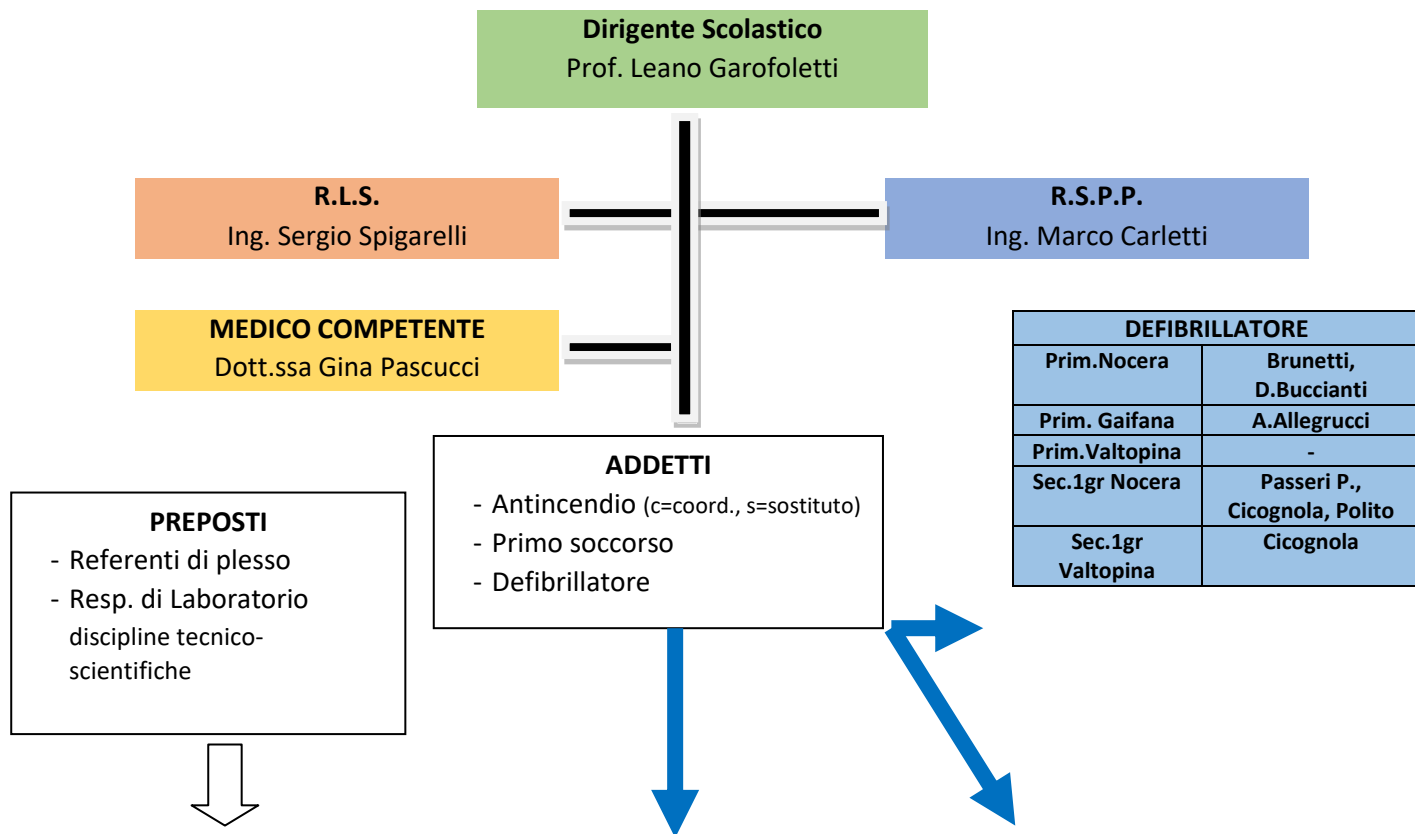 Dirigente Scolastico
Prof. Leano Garofoletti
R.L.S.
Ing. Sergio Spigarelli
R.S.P.P.
Ing. Marco Carletti
MEDICO COMPETENTE
Dott.ssa Gina Pascucci
DEFIBRILLATORE
Prim.Nocera Brunetti,
D.Buccianti
Prim. Gaifana A.Allegrucci
Prim.Valtopina -
Sec.1gr Nocera Passeri P.,
Cicognola, Polito
Sec.1gr Cicognola
Valtopina
ADDETTI
- Antincendio (c=coord., s=sostituto)
- Primo soccorso
- Defibrillatore
PREPOSTI
- Referenti di plesso
- Resp. di Laboratorio
discipline tecnico-
scientifiche